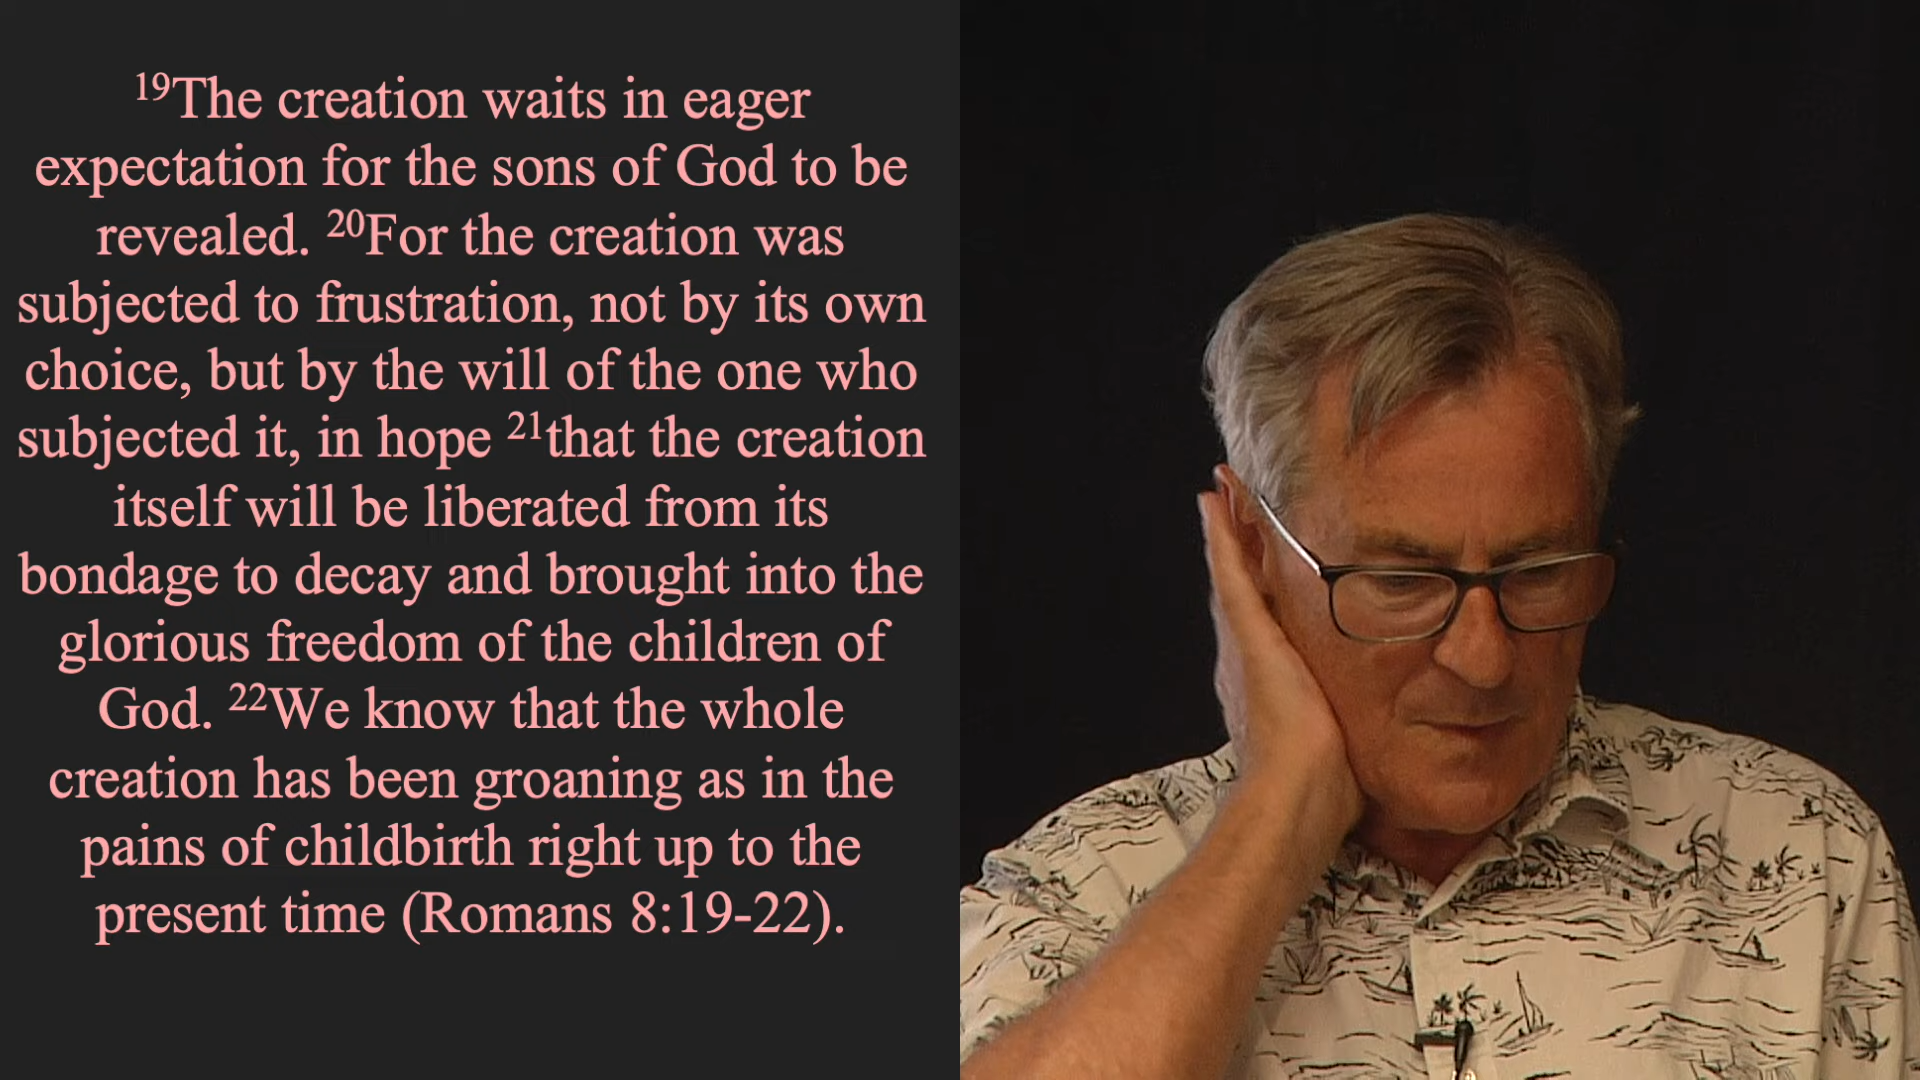 ¹⁹The creation waits in eager
expectation for the sons of God to be
revealed. ²⁰For the creation was
subjected to frustration, not by its own
choice, but by the will of the one who
subjected it, in hope ²¹that the creation
itself will be liberated from its
bondage to decay and brought into the
glorious freedom of the children of
God. ²²We know that the whole
creation has been groaning as in the
pains of childbirth right up to the
present time (Romans 8:19-22).